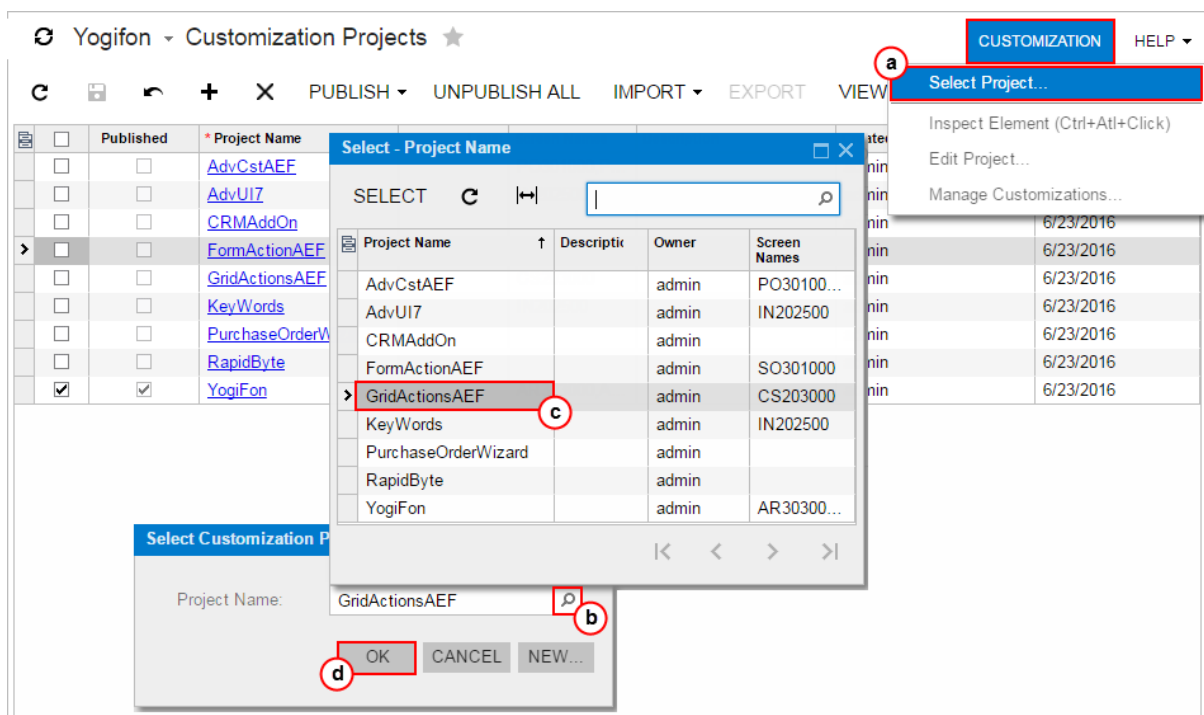 Yogifon Customization Projects
CUSTOMIZATION HELP
a
Select Project...
Inspect Element (Ctrl+Atl+Click)
Edit Project...
Manage Customizations...
PUBLISH UNPUBLISH ALL IMPORT EXPORT VIEW
Published * Project Name
AdvCstAEF
AdvUI7
CRMAddOn 6/23/2016
FormActionAEF 6/23/2016
GridActionsAEF 6/23/2016
KeyWords 6/23/2016
PurchaseOrderW 6/23/2016
RapidByte 6/23/2016
YogiFon 6/23/2016
Select - Project Name
SELECT
Project Name Descriptic Owner Screen Names
AdvCstAEF admin PO30100...
AdvUI7 admin IN202500
CRMAddOn admin
FormActionAEF admin SO301000
GridActionsAEF admin CS203000
c
KeyWords admin IN202500
PurchaseOrderWizard admin
RapidByte admin
YogiFon admin AR30300...
Select Customization P
Project Name: GridActionsAEF
b
OK CANCEL NEW...
d